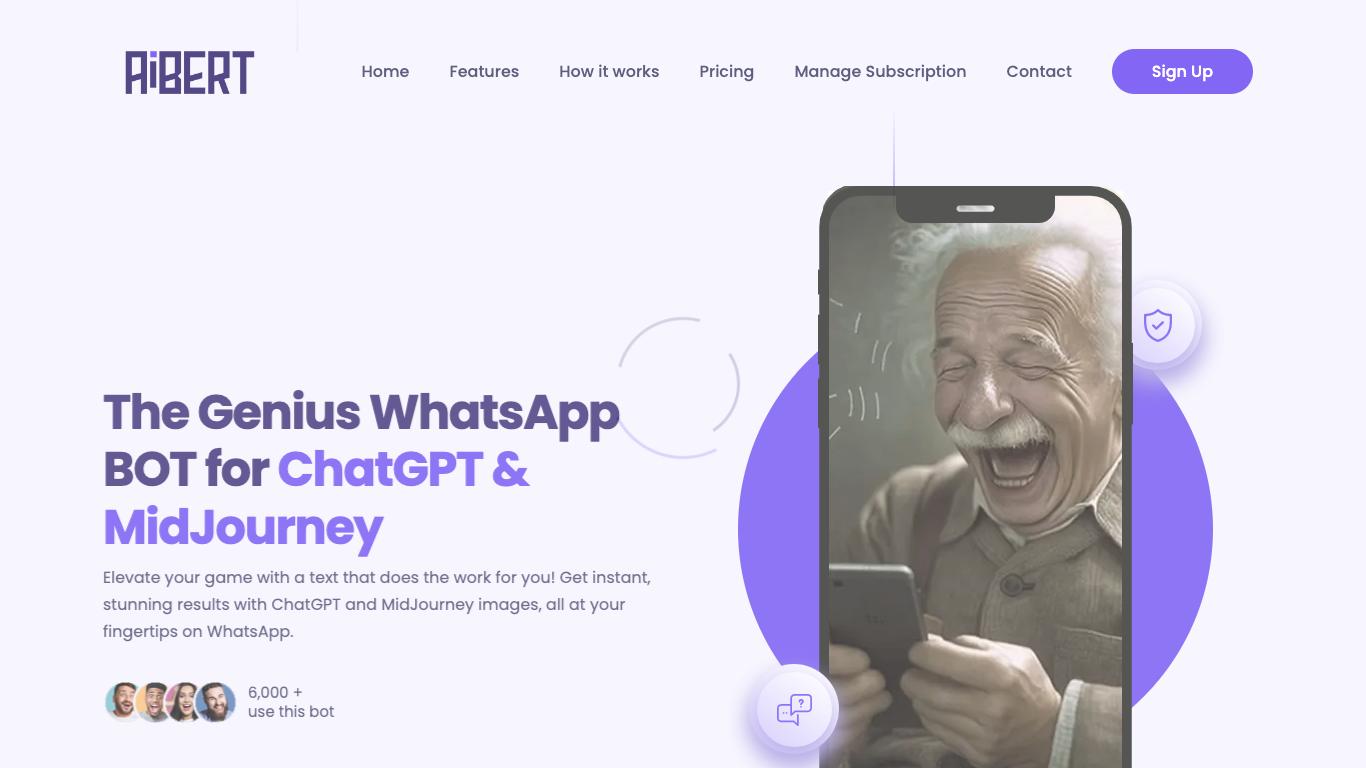 AiBERT
Home
Features
How it works
Pricing
Manage Subscription
Contact
Sign Up
The Genius WhatsApp
BOT for ChatGPT &
MidJourney
Elevate your game with a text that does the work for you! Get instant,
stunning results with ChatGPT and MidJourney images, all at your
fingertips on WhatsApp.
6,000 +
use this bot